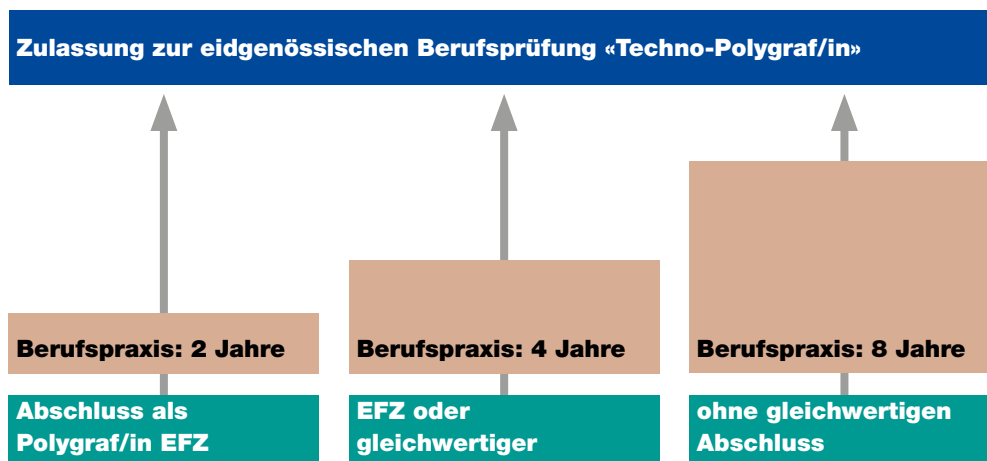 Zulassung zur eidgenössischen Berufsprüfung «Techno-Polygraf/in»
Berufspraxis: 2 Jahre
Berufspraxis: 4 Jahre
Berufspraxis: 8 Jahre
Abschluss als
Polygraf/in EFZ
EFZ oder
gleichwertiger
ohne gleichwertigen
Abschluss